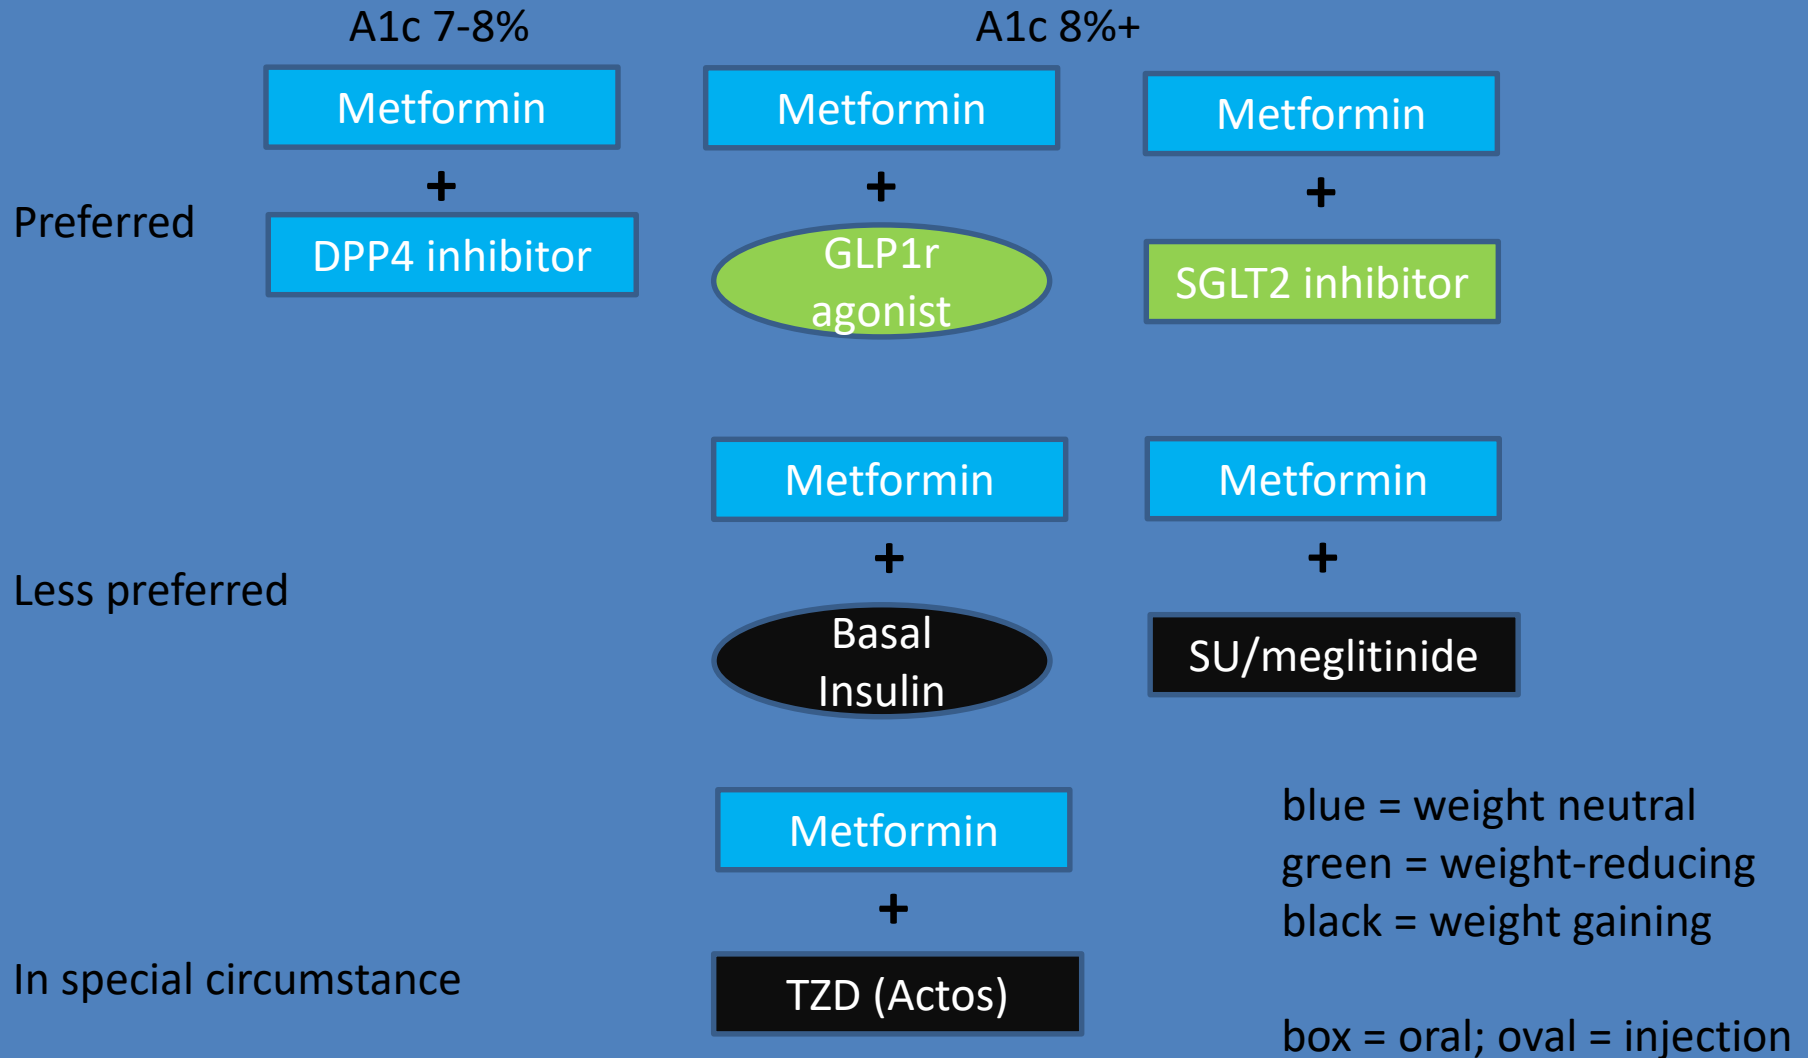 A1c 7-8%
A1c 8%+
Metformin
Metformin
Metformin
+
+
+
Preferred
DPP4 inhibitor
GLP1r
agonist
SGLT2 inhibitor
Metformin
Metformin
+
+
Less preferred
Basal
Insulin
SU/meglitinide
Metformin
+
In special circumstance
TZD (Actos)
blue = weight neutral
green = weight-reducing
black = weight gaining
box = oral; oval = injection